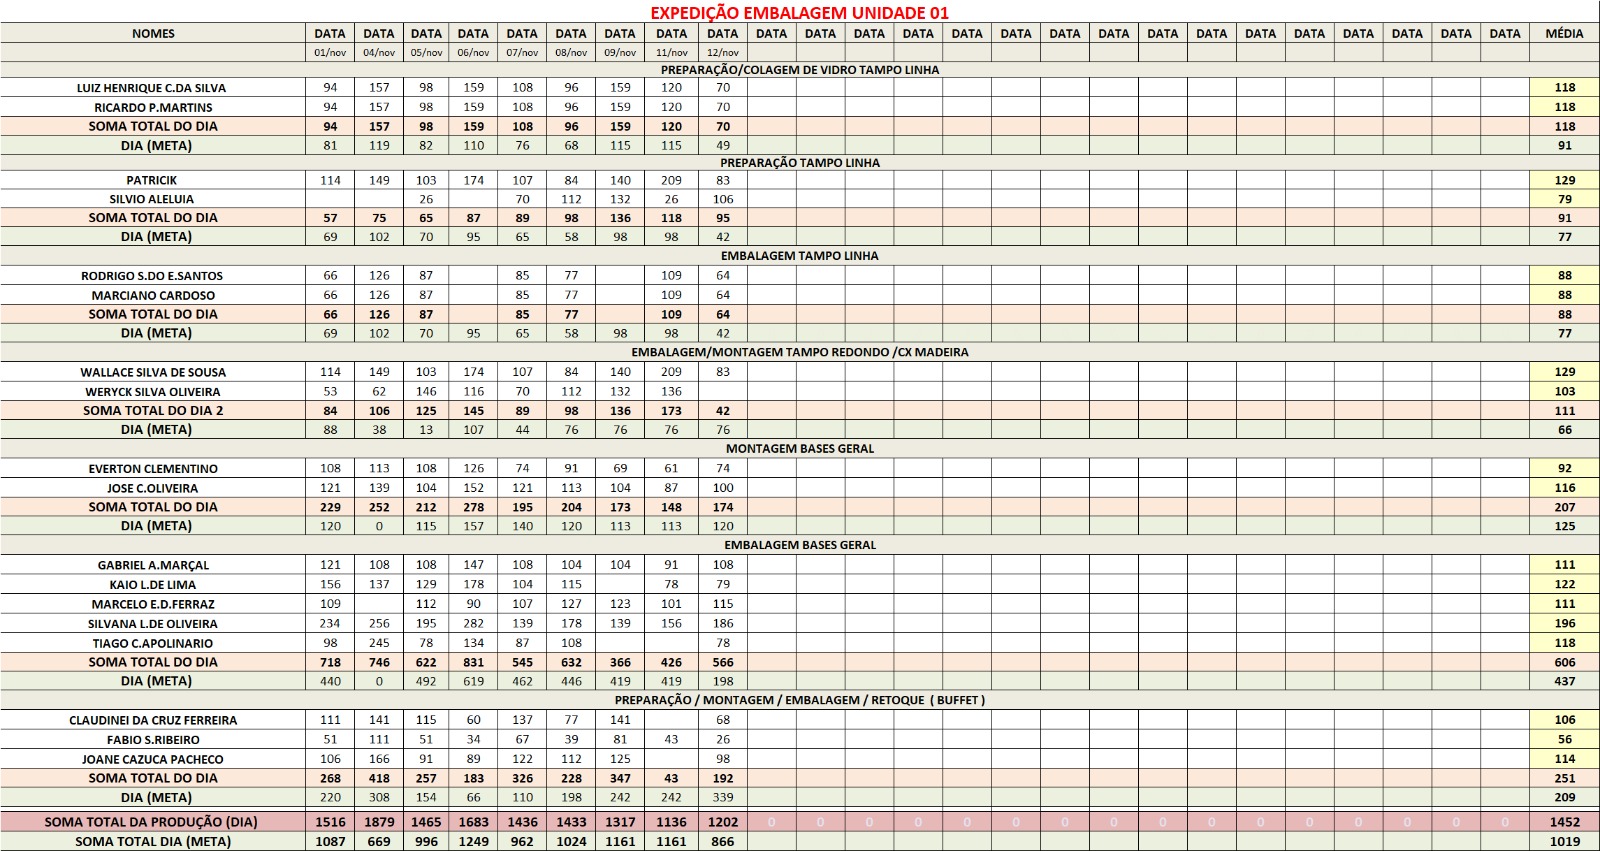 EXPEDIÇÃO EMBALAGEM UNIDADE 01
NOMES DATA DATA DATA DATA DATA DATA DATA DATA DATA DATA DATA DATA DATA DATA DATA DATA DATA DATA DATA DATA DATA DATA DATA DATA DATA MÉDIA
01/nov 04/nov 05/nov 06/nov 07/nov 08/nov 09/nov 11/nov 12/nov
PREPARAÇÃO/COLAGEM DE VIDRO TAMPO LINHA
LUIZ HENRIQUE C.DA SILVA 94 157 98 159 108 96 159 120 70 118
RICARDO P.MARTINS 94 157 98 159 108 96 159 120 70 118
SOMA TOTAL DO DIA 94 157 98 159 108 96 159 120 70 118
DIA (META) 81 119 82 110 76 68 115 115 49 91
PREPARAÇÃO TAMPO LINHA
PATRICIK 114 149 103 174 107 84 140 209 83 129
SILVIO ALELUIA 26 70 112 132 26 106 79
SOMA TOTAL DO DIA 57 75 65 87 89 98 136 118 95 91
DIA (META) 69 102 70 95 65 58 98 98 42 77
EMBALAGEM TAMPO LINHA
RODRIGO S.DO E.SANTOS 66 126 87 85 77 109 64 88
MARCIANO CARDOSO 66 126 87 85 77 109 64 88
SOMA TOTAL DO DIA 66 126 87 85 77 109 64 88
DIA (META) 69 102 70 95 65 58 98 98 42 77
EMBALAGEM/MONTAGEM TAMPO REDONDO /CX MADEIRA
WALLACE SILVA DE SOUSA 114 149 103 174 107 84 140 209 83 129
WERYCK SILVA OLIVEIRA 53 62 146 116 70 112 132 136 103
SOMA TOTAL DO DIA 2 84 106 125 145 89 98 136 173 42 111
DIA (META) 88 38 13 107 44 76 76 76 76 66
MONTAGEM BASES GERAL
EVERTON CLEMENTINO 108 113 108 126 74 91 69 61 74 92
JOSE C.OLIVEIRA 121 139 104 152 121 113 104 87 100 116
SOMA TOTAL DO DIA 229 252 212 278 195 204 173 148 174 207
DIA (META) 120 0 115 157 140 120 113 113 120 125
EMBALAGEM BASES GERAL
GABRIEL A.MARÇAL 121 108 108 147 108 104 104 91 108 111
KAIO L.DE LIMA 156 137 129 178 104 115 78 79 122
MARCELO E.D.FERRAZ 109 112 90 107 127 123 101 115 111
SILVANA L.DE OLIVEIRA 234 256 195 282 139 178 139 156 186 196
TIAGO C.APOLINARIO 98 245 78 134 87 108 78 118
SOMA TOTAL DO DIA 718 746 622 831 545 632 366 426 566 606
DIA (META) 440 0 492 619 462 446 419 419 198 437
PREPARAÇÃO / MONTAGEM / EMBALAGEM / RETOQUE ( BUFFET )
CLAUDINEI DA CRUZ FERREIRA 111 141 115 60 137 77 141 68 106
FABIO S.RIBEIRO 51 111 51 34 67 39 81 43 26 56
JOANE CAZUCA PACHECO 106 166 91 89 122 112 125 98 114
SOMA TOTAL DO DIA 268 418 257 183 326 228 347 43 192 251
DIA (META) 220 308 154 66 110 198 242 242 339 209
SOMA TOTAL DA PRODUÇÃO (DIA) 1516 1879 1465 1683 1436 1433 1317 1136 1202 0 0 0 0 0 0 0 0 0 0 0 0 0 0 0 0 1452
SOMA TOTAL DIA (META) 1087 669 996 1249 962 1024 1161 1161 866 1019